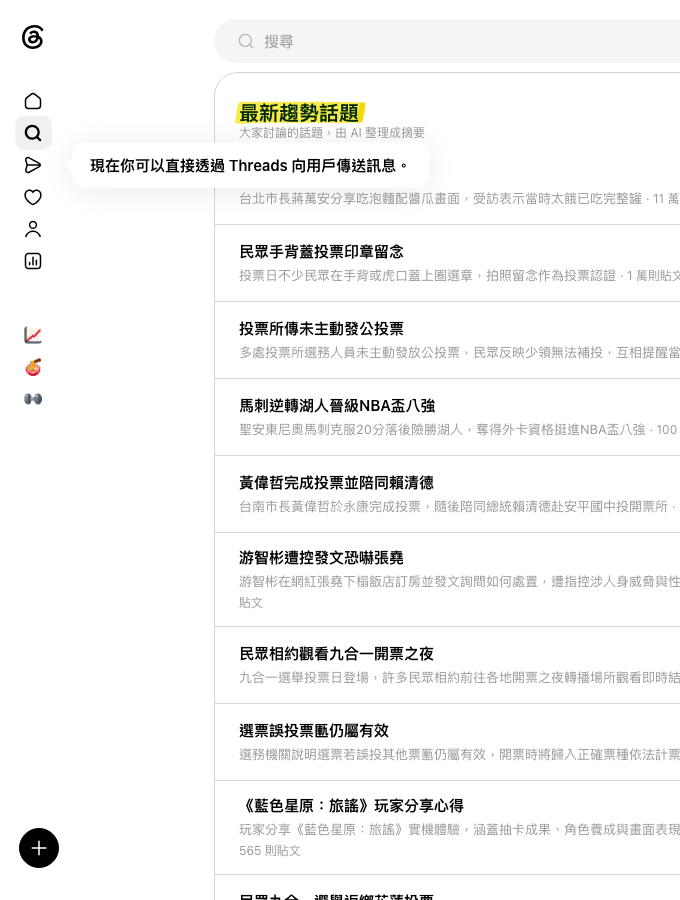 搜尋
最新趨勢話題
大家討論的話題，由 AI 整理成摘要
現在你可以直接透過 Threads 向用戶傳送訊息。
台北市長蔣萬安分享吃泡麵配醬瓜畫面，受訪表示當時太餓已吃完整罐 · 11 萬
民眾手背蓋投票印章留念
投票日不少民眾在手背或虎口蓋上圈選章，拍照留念作為投票認證 · 1 萬則貼文
投票所傳未主動發公投票
多處投票所選務人員未主動發放公投票，民眾反映少領無法補投，互相提醒當
馬刺逆轉湖人晉級NBA盃八強
聖安東尼奧馬刺克服20分落後險勝湖人，奪得外卡資格挺進NBA盃八強 · 100
黃偉哲完成投票並陪同賴清德
台南市長黃偉哲於永康完成投票，隨後陪同總統賴清德赴安平國中投開票所 ·
游智彬遭控發文恐嚇張堯
游智彬在網紅張堯下榻飯店訂房並發文詢問如何處置，遭指控涉人身威脅與性
貼文
民眾相約觀看九合一開票之夜
九合一選舉投票日登場，許多民眾相約前往各地開票之夜轉播場所觀看即時結
選票誤投票匭仍屬有效
選務機關說明選票若誤投其他票匭仍屬有效，開票時將歸入正確票種依法計票
《藍色星原：旅謠》玩家分享心得
玩家分享《藍色星原：旅謠》實機體驗，涵蓋抽卡成果、角色養成與畫面表現
565 則貼文